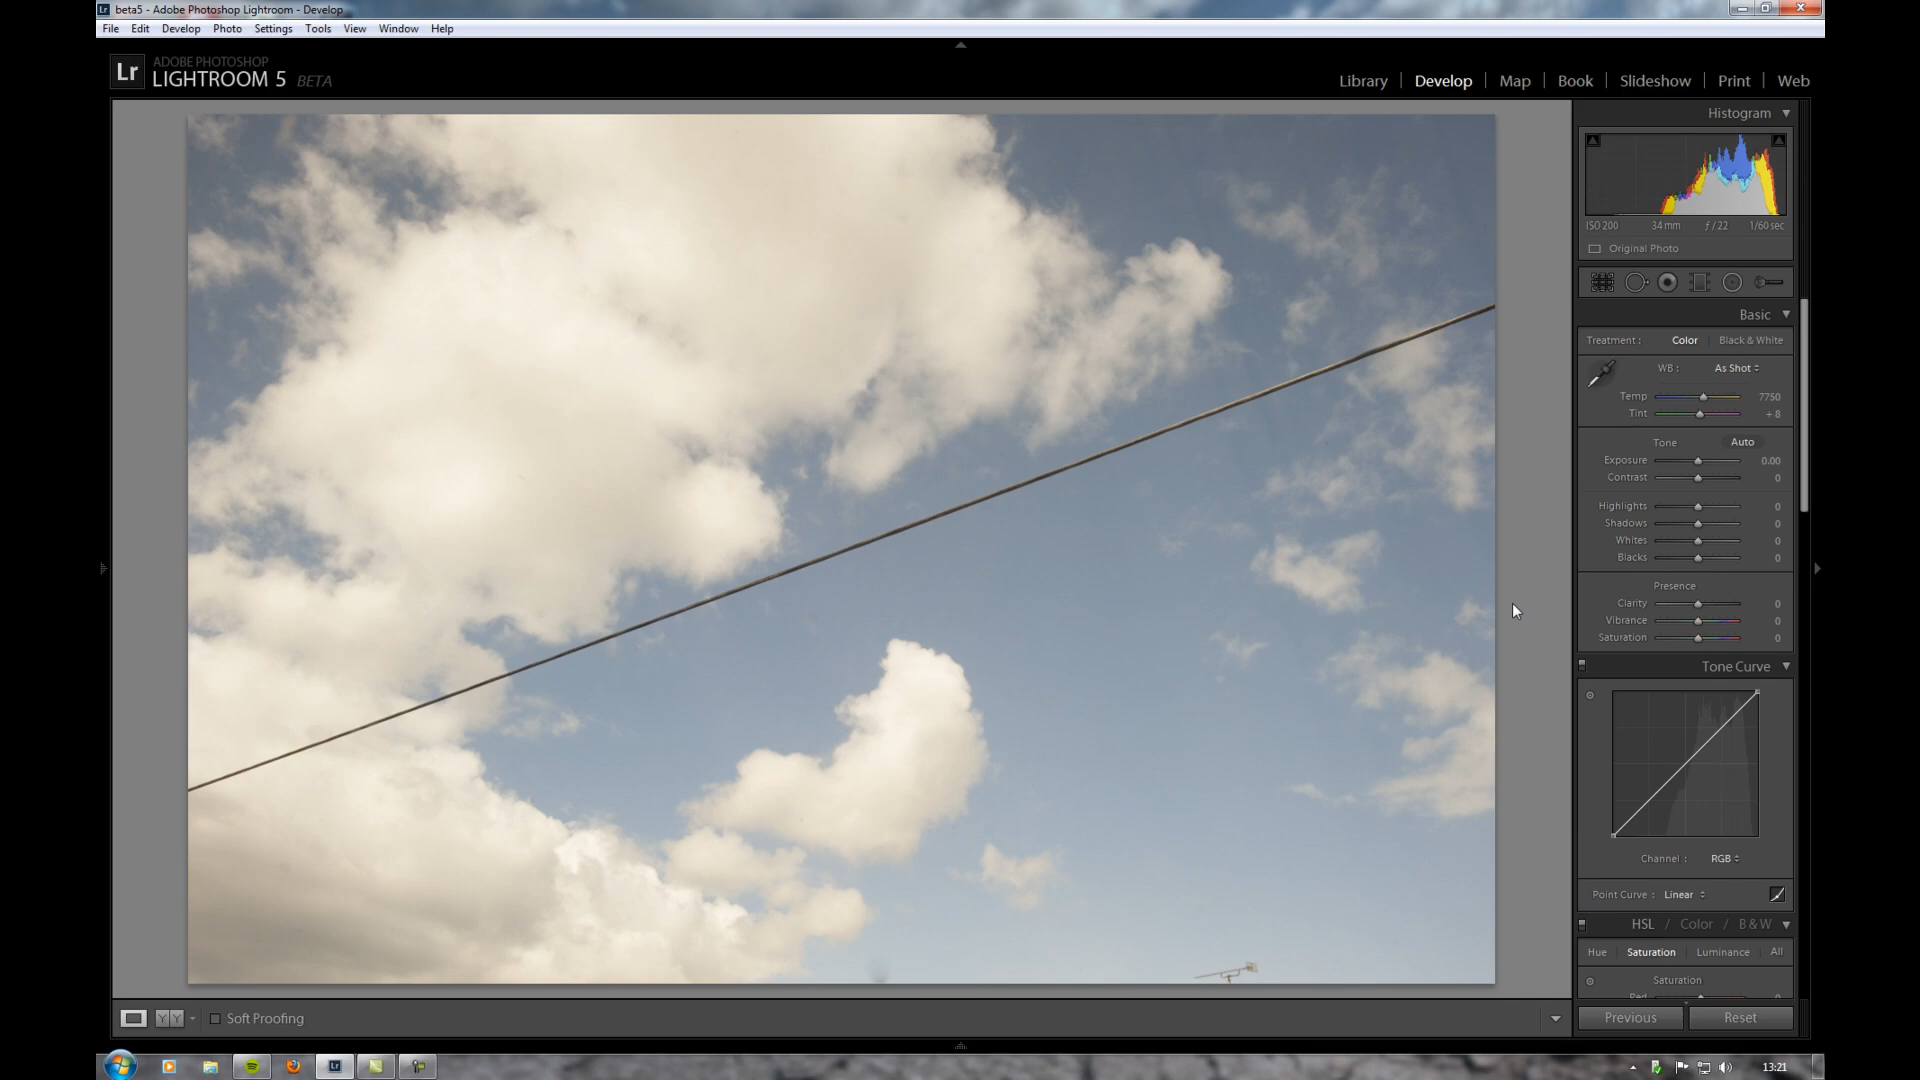 beta5 - Adobe Photoshop Lightroom - Develop
File Edit Develop Photo Settings Tools View Window Help
Lr ADOBE PHOTOSHOP
LIGHTROOM 5 BETA
Library Develop Map Book Slideshow Print Web
Histogram
ISO 200 34 mm ƒ / 22 1/60 sec
Original Photo
Basic
Treatment : Color Black & White
WB : As Shot
Temp 7750
Tint + 8
Tone Auto
Exposure 0.00
Contrast 0
Highlights 0
Shadows 0
Whites 0
Blacks 0
Presence
Clarity 0
Vibrance 0
Saturation 0
Tone Curve
Channel : RGB
Point Curve : Linear
HSL / Color / B & W
Hue Saturation Luminance All
Saturation
Red 0
Y Y Soft Proofing
Previous Reset
Lr
13:21